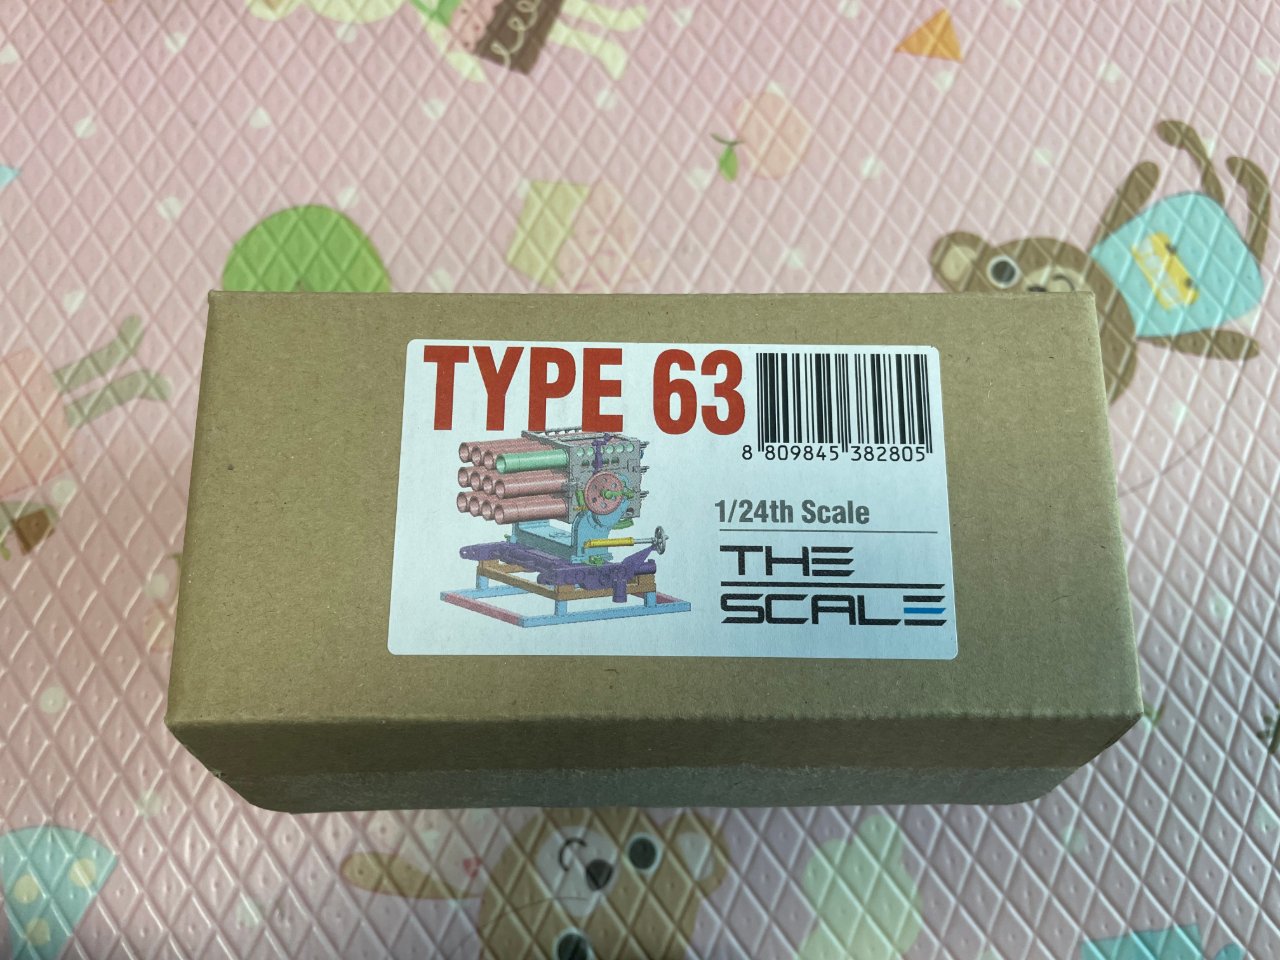 TYPE 63
8 809845 382805
1/24th Scale
THE
SCALE